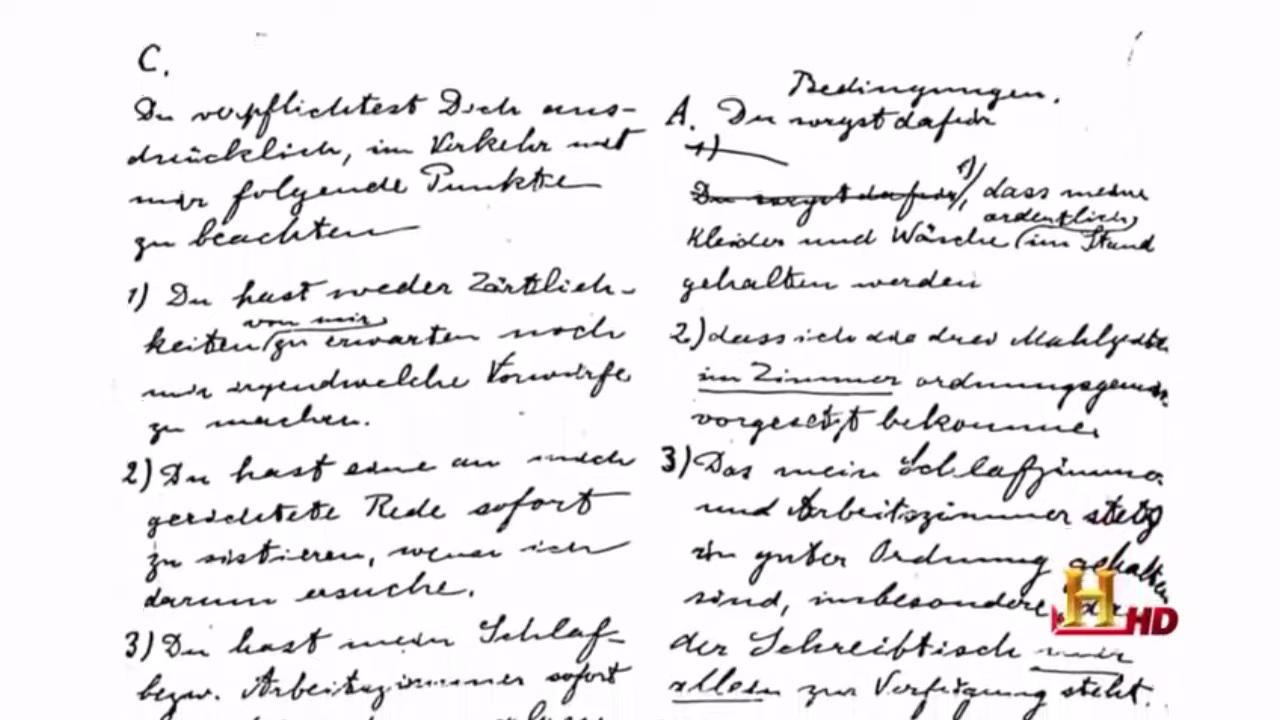 C.
Du verpflichtest Dich aus-
drücklich, im Verkehr mit
mir folgende Punkte
zu beachten
1) Du hast weder Zärtlich-
von mir
keiten zu erwarten noch
mir irgendwelche Vorwürfe
zu machen.
2) Du hast eine an mich
gerichtete Rede sofort
zu sistieren, wenn ich
darum ersuche.
3) Du hast mein Schlaf-
bezw. Arbeitszimmer sofort
Bedingungen.
A. Du sorgst dafür
1)
Du sorgst dafür, 1) dass meine
ordentlich
Kleider und Wäsche im Stand
gehalten werden
2) dass ich die drei Mahlzeiten
im Zimmer ordnungsgemäss
vorgesetzt bekomme.
3) Das mein Schlafzimmer
und Arbeitszimmer stets
in guter Ordnung gehalten
sind, insbesondere,
der Schreibtisch mir
allein zur Verfügung steht.
H HD